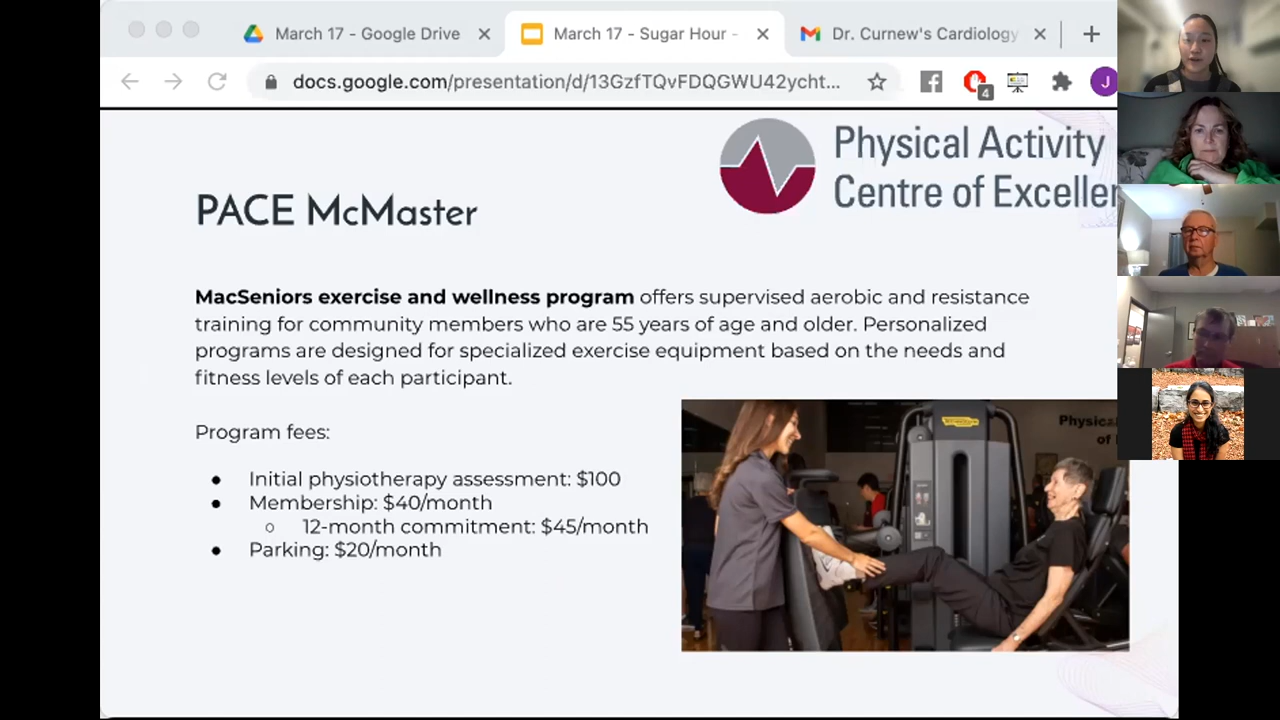 March 17 - Google Drive
March 17 - Sugar Hour -
Dr. Curnew's Cardiology
docs.google.com/presentation/d/13GzfTQvFDQGWU42ycht...
4
J
Physical Activity
Centre of Exceller
PACE McMaster
MacSeniors exercise and wellness program offers supervised aerobic and resistance
training for community members who are 55 years of age and older. Personalized
programs are designed for specialized exercise equipment based on the needs and
fitness levels of each participant.
Program fees:
Initial physiotherapy assessment: $100
Membership: $40/month
12-month commitment: $45/month
Parking: $20/month
Physica
of